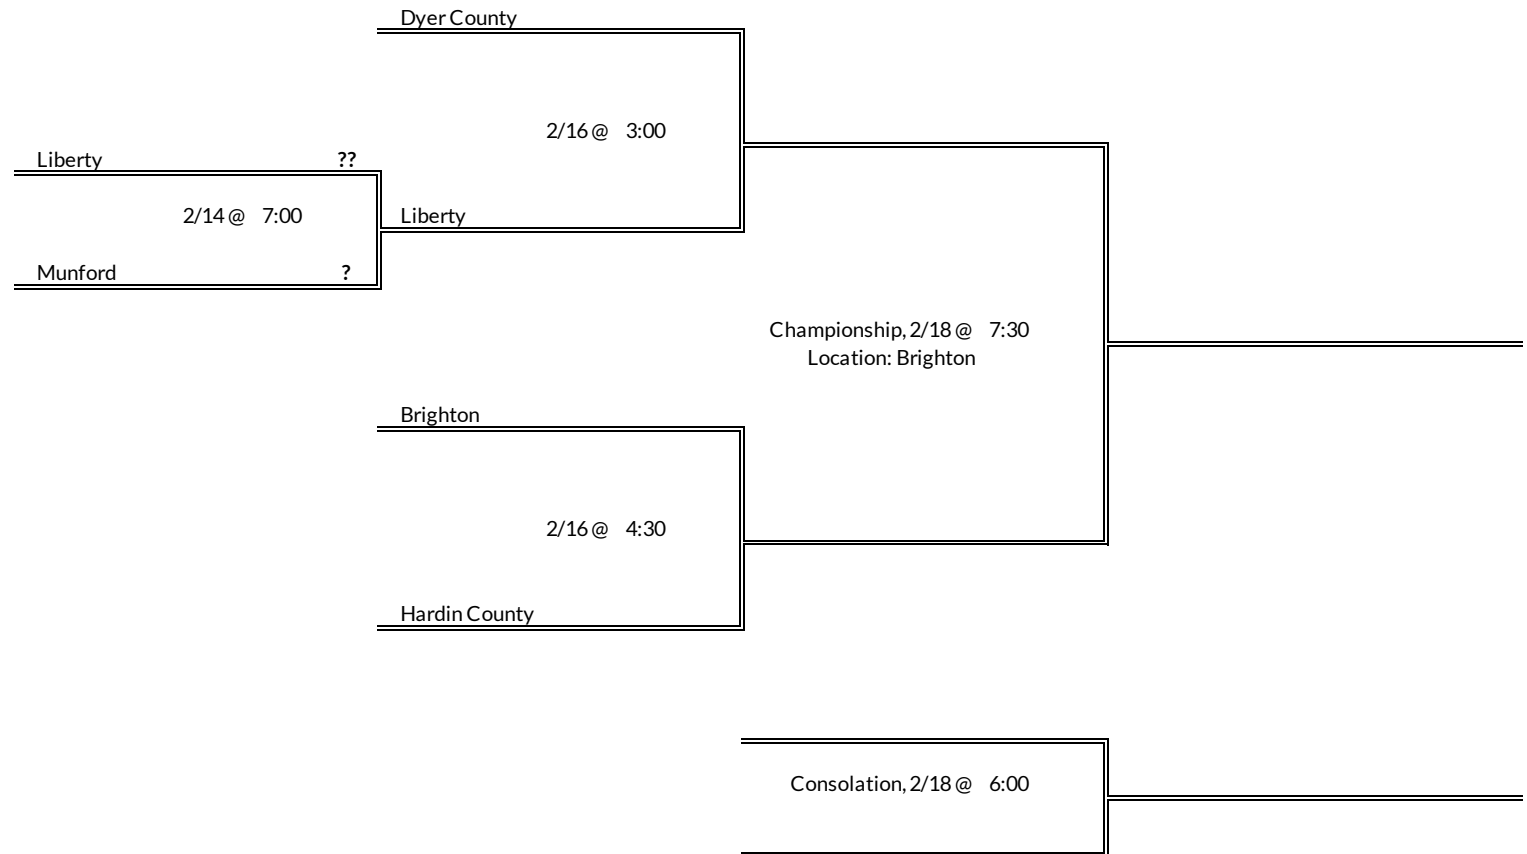 Dyer County
2/16 @ 3:00
Liberty ??
2/14 @ 7:00
Liberty
Munford ?
Championship, 2/18 @ 7:30
Location: Brighton
Brighton
2/16 @ 4:30
Hardin County
Consolation, 2/18 @ 6:00